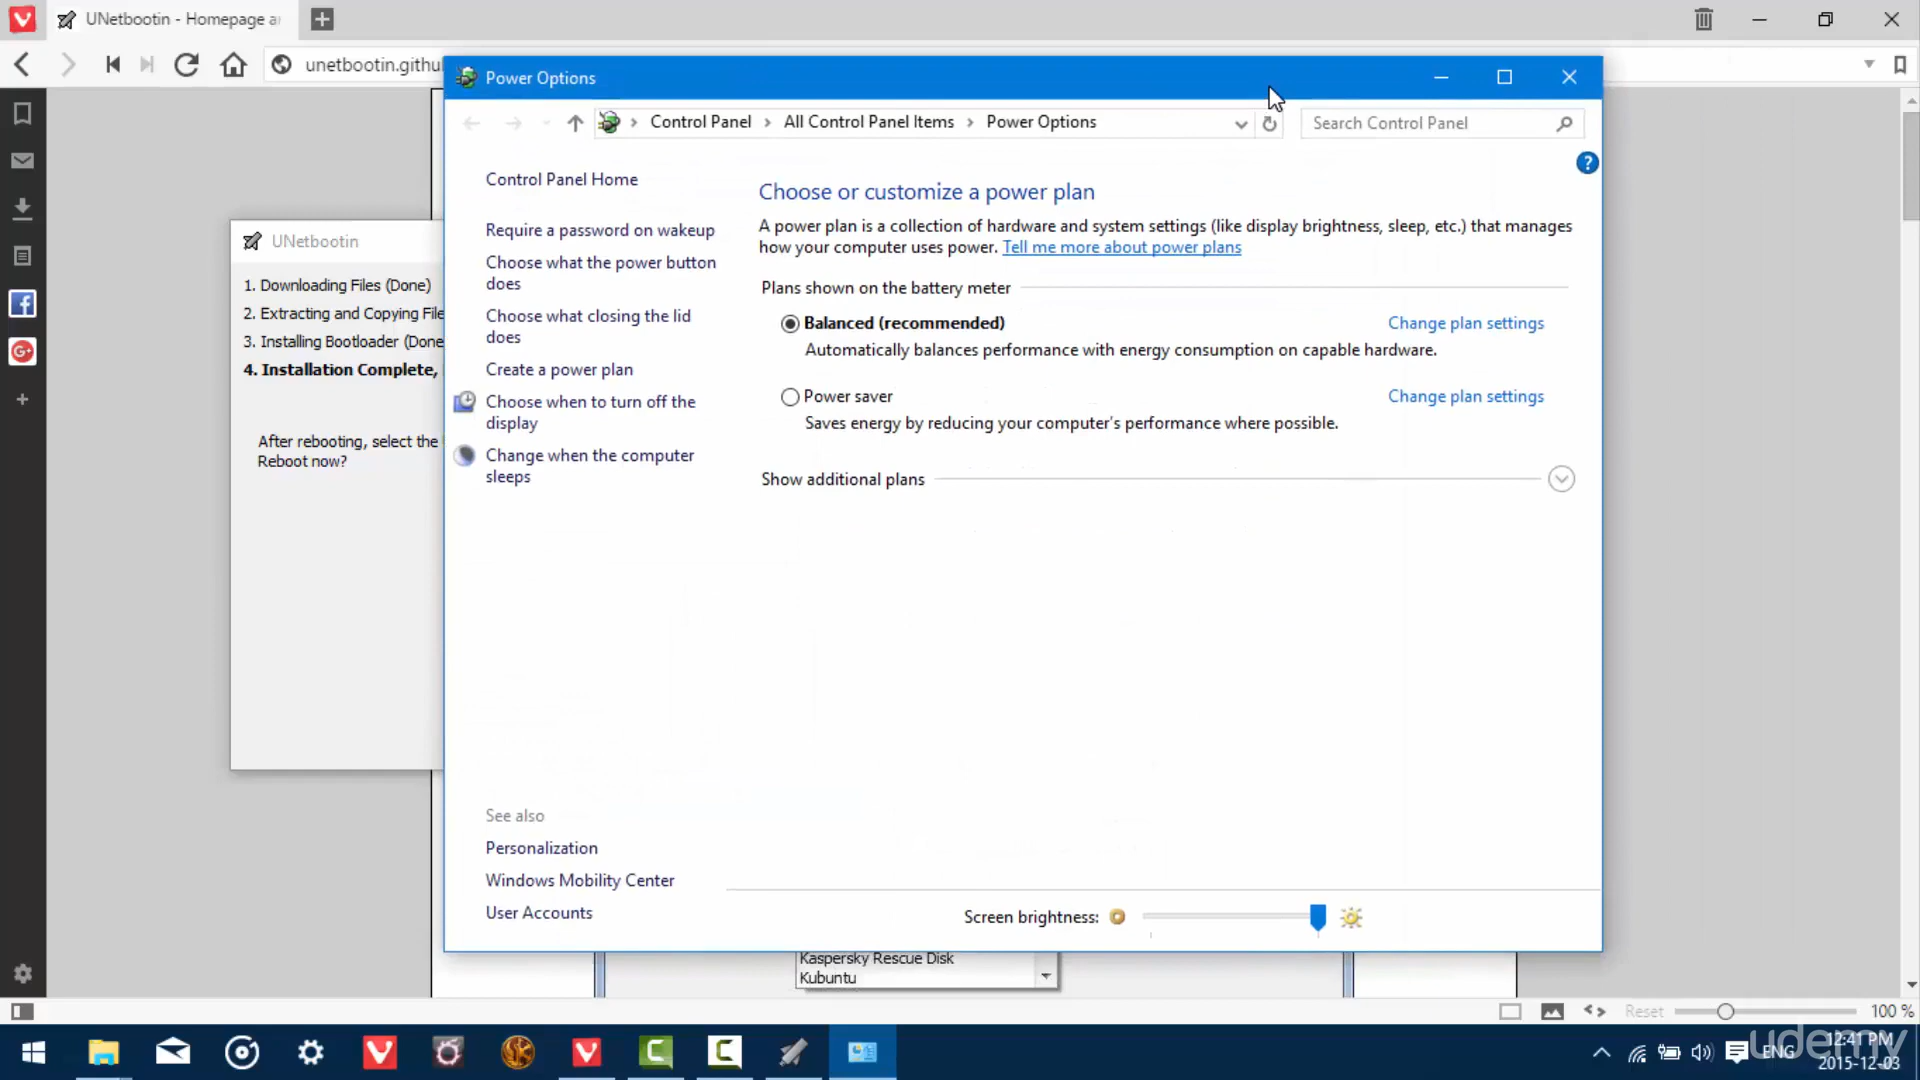 UNetbootin - Homepage a
unetbootin.githu
Power Options
Control Panel
All Control Panel Items
Power Options
Search Control Panel
Control Panel Home
Require a password on wakeup
Choose what the power button
does
Choose what closing the lid
does
Create a power plan
Choose when to turn off the
display
Change when the computer
sleeps
See also
Personalization
Windows Mobility Center
User Accounts
Choose or customize a power plan
A power plan is a collection of hardware and system settings (like display brightness, sleep, etc.) that manages
how your computer uses power. Tell me more about power plans
Plans shown on the battery meter
Balanced (recommended)
Change plan settings
Automatically balances performance with energy consumption on capable hardware.
Power saver
Change plan settings
Saves energy by reducing your computer's performance where possible.
Show additional plans
Screen brightness:
UNetbootin
1. Downloading Files (Done)
2. Extracting and Copying File
3. Installing Bootloader (Done
4. Installation Complete,
After rebooting, select the
Reboot now?
Kaspersky Rescue Disk
Kubuntu
Reset
100 %
ENG
12:41 PM
2015-12-03
udemy